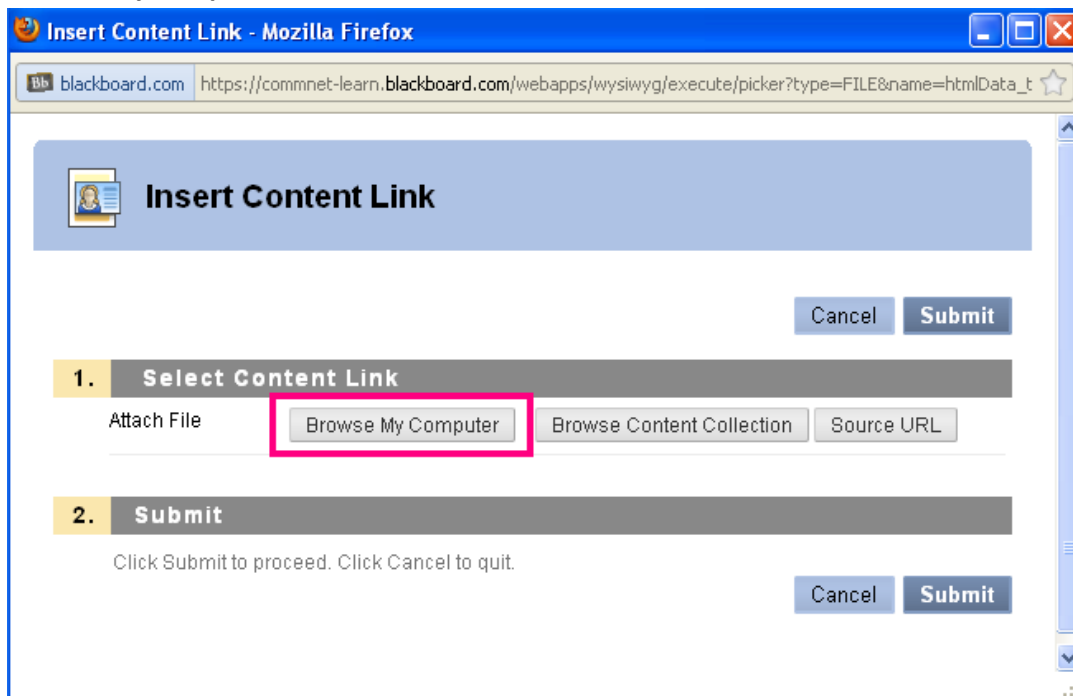 Insert Content Link - Mozilla Firefox
Bb blackboard.com https://commnet-learn.blackboard.com/webapps/wysiwyg/execute/picker?type=FILE&name=htmlData_t
Insert Content Link
Cancel Submit
1. Select Content Link
Attach File Browse My Computer Browse Content Collection Source URL
2. Submit
Click Submit to proceed. Click Cancel to quit.
Cancel Submit